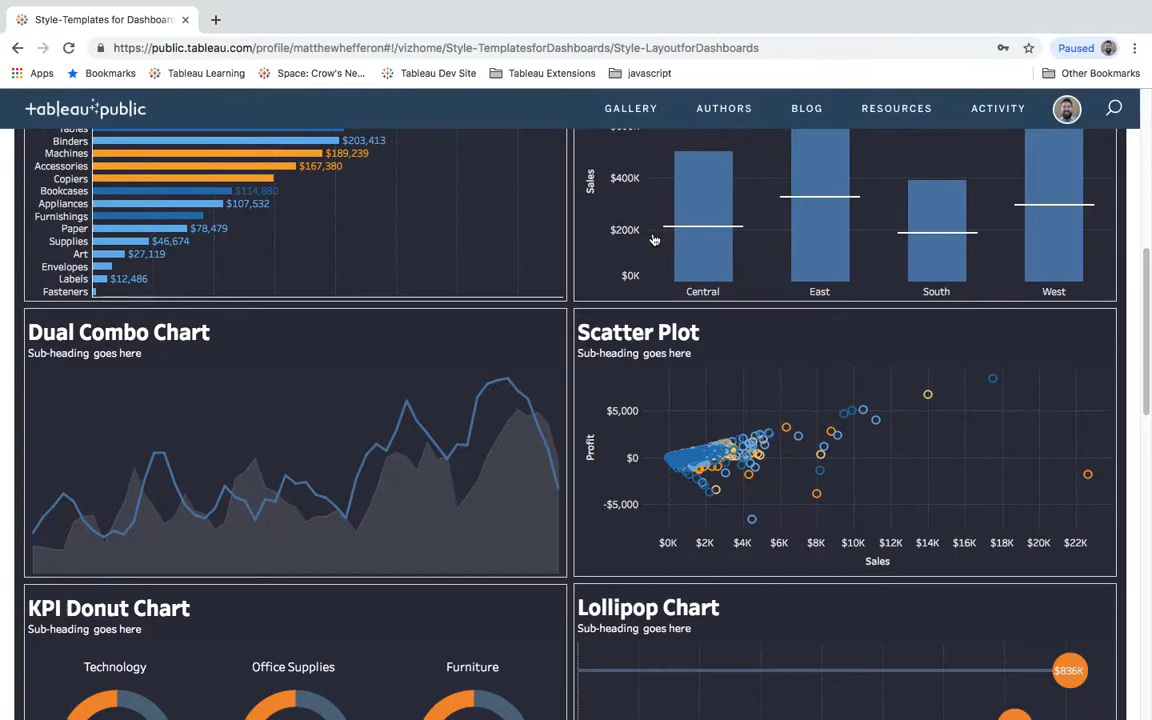 Style-Templates for Dashboard
https://public.tableau.com/profile/matthewhefferon#!/vizhome/Style-TemplatesforDashboards/Style-LayoutforDashboards
Paused
Apps
Bookmarks
Tableau Learning
Space: Crow's Ne...
Tableau Dev Site
Tableau Extensions
javascript
Other Bookmarks
+ableau public
GALLERY
AUTHORS
BLOG
RESOURCES
ACTIVITY
Tables
Binders $203,413
Machines $189,239
Accessories $167,380
Copiers
Bookcases $114,880
Appliances $107,532
Furnishings
Paper $78,479
Supplies $46,674
Art $27,119
Envelopes
Labels $12,486
Fasteners
Sales
$400K
$200K
$0K
Central East South West
Dual Combo Chart
Sub-heading goes here
Scatter Plot
Sub-heading goes here
Profit
$5,000
$0
-$5,000
$0K $2K $4K $6K $8K $10K $12K $14K $16K $18K $20K $22K
Sales
KPI Donut Chart
Sub-heading goes here
Technology Office Supplies Furniture
Lollipop Chart
Sub-heading goes here
$836K